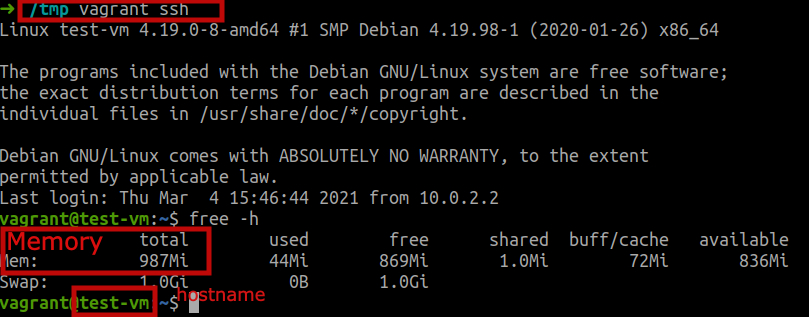 ➜ /tmp vagrant ssh
Linux test-vm 4.19.0-8-amd64 #1 SMP Debian 4.19.98-1 (2020-01-26) x86_64
The programs included with the Debian GNU/Linux system are free software;
the exact distribution terms for each program are described in the
individual files in /usr/share/doc/*/copyright.
Debian GNU/Linux comes with ABSOLUTELY NO WARRANTY, to the extent
permitted by applicable law.
Last login: Thu Mar  4 15:46:44 2021 from 10.0.2.2
vagrant@test-vm:~$ free -h
Memory total used free shared buff/cache available
Mem: 987Mi 44Mi 869Mi 1.0Mi 72Mi 836Mi
Swap: 1.0Gi 0B 1.0Gi
vagrant@test-vm:~$ hostname